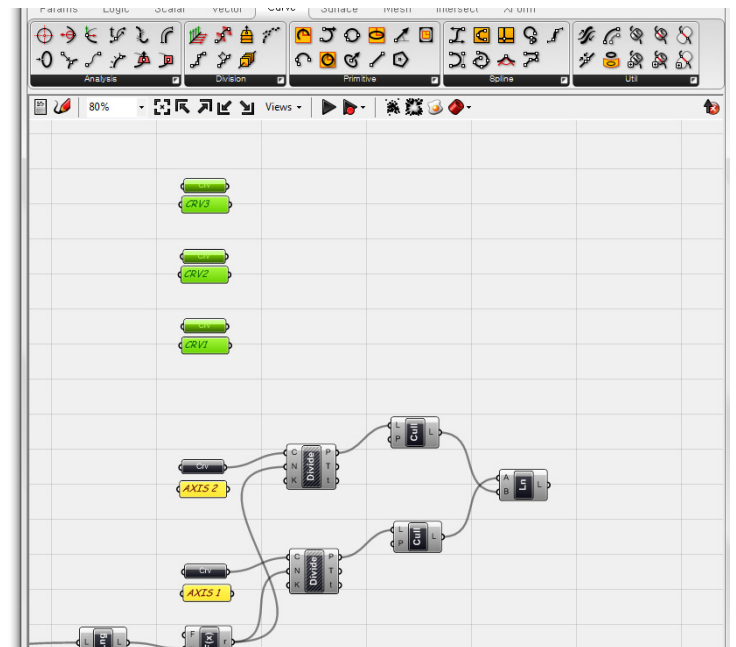 Params Logic Scalar Vector Curve Surface Mesh Intersect XForm
Analysis Division Primitive Spline Util
80% Views
Crv
CRV3
Crv
CRV2
Crv
CRV1
L Cull L
P
C Divide P
N T
K t
Crv
AXIS 2
A Ln L
B
L Cull L
P
C Divide P
N T
K t
Crv
AXIS 1
L Lng L
F F(x) r